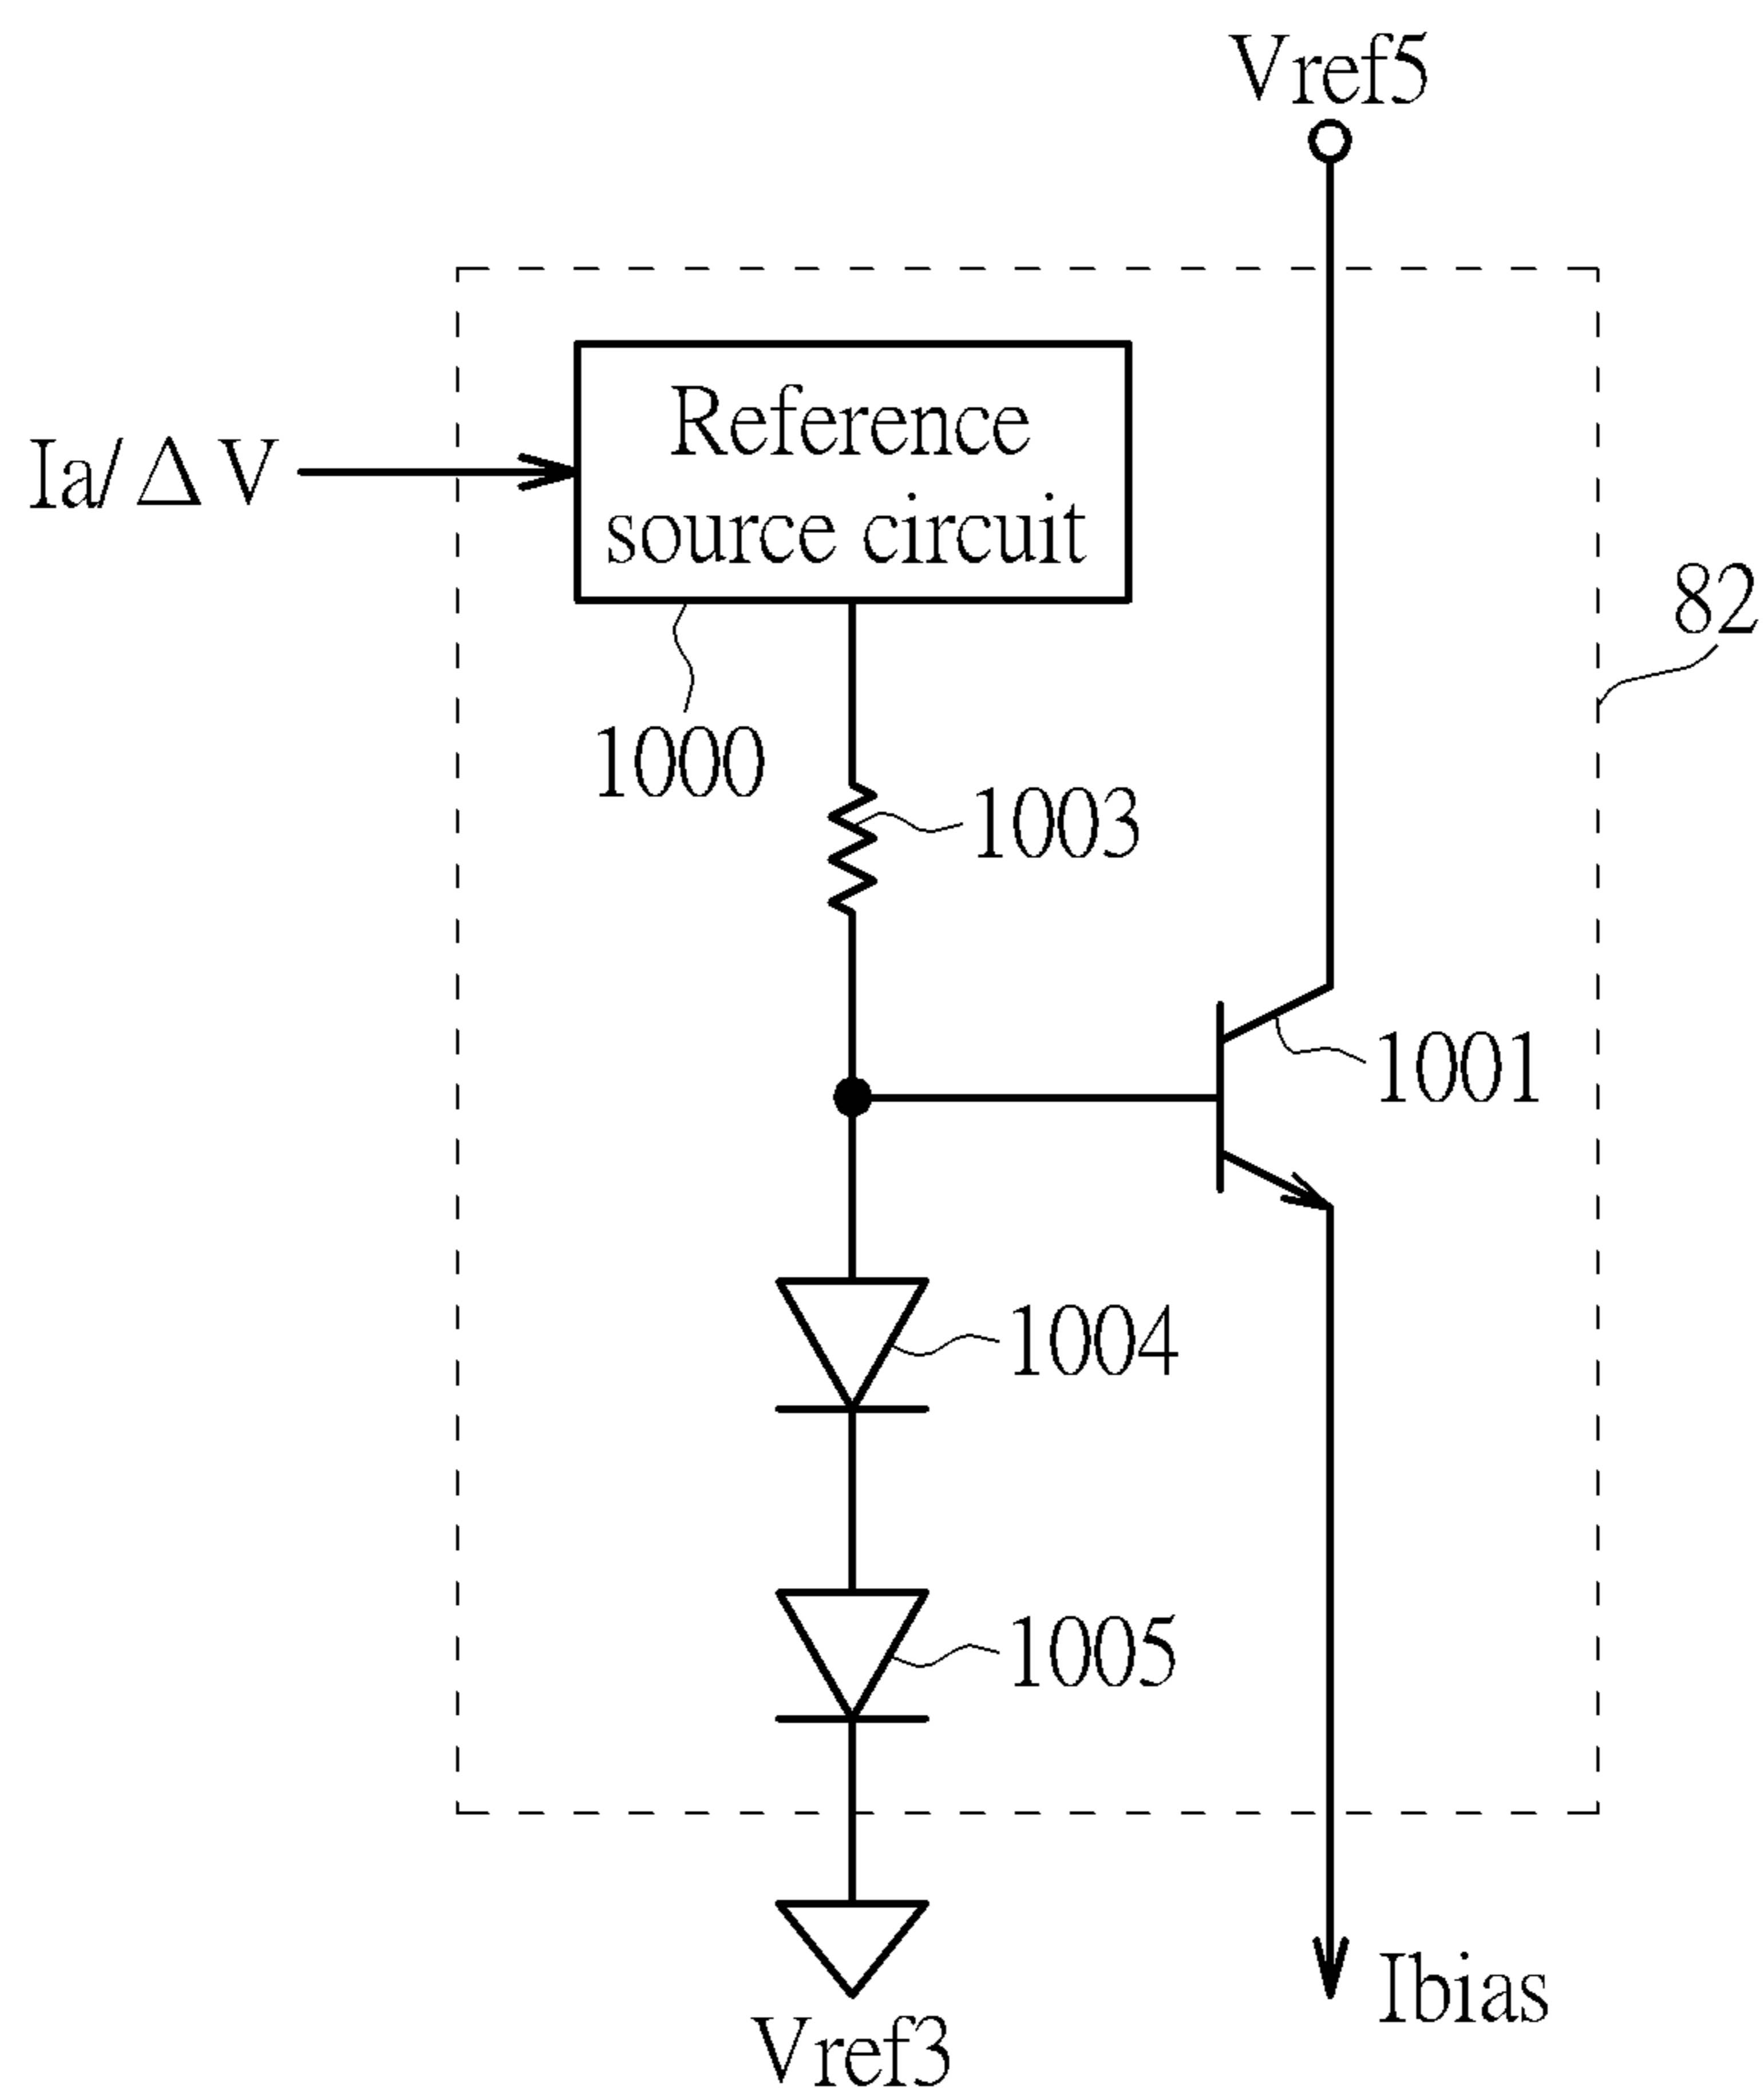 Vref5
Reference
source circuit
Ia/ΔV
82
1000
1003
1001
1004
1005
Ibias
Vref3